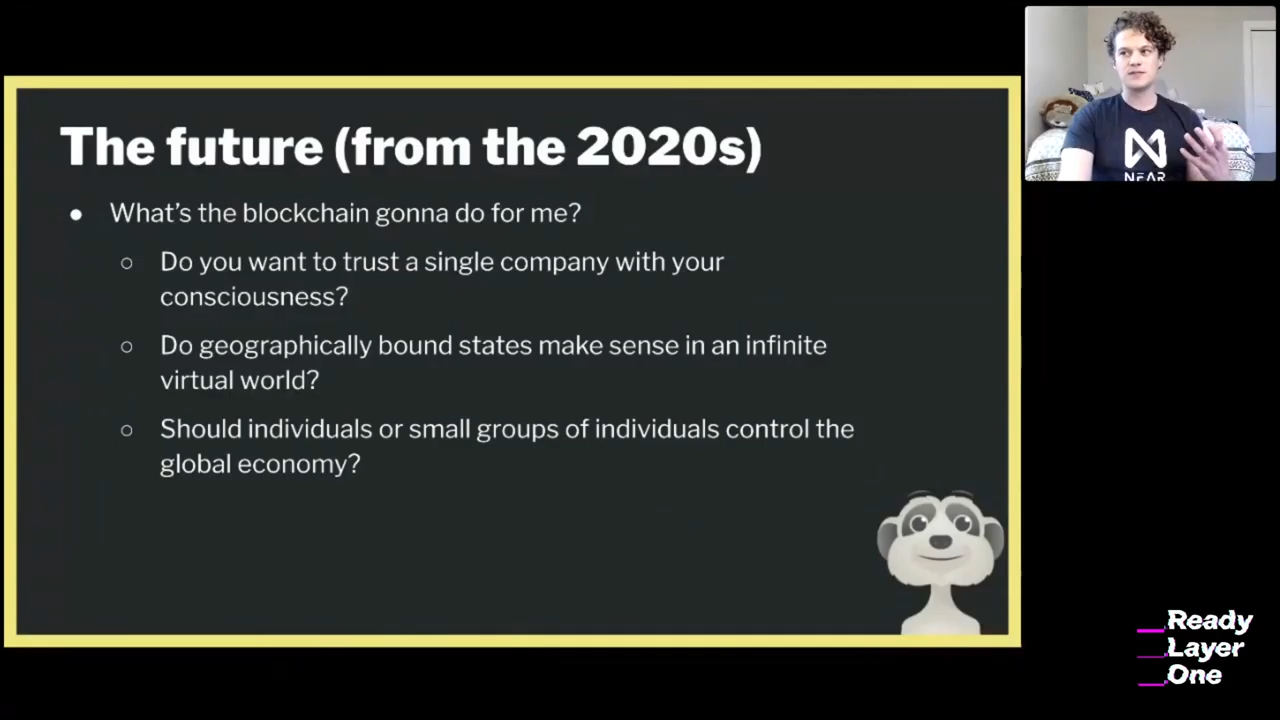 The future (from the 2020s)
● What's the blockchain gonna do for me?
○ Do you want to trust a single company with your
consciousness?
○ Do geographically bound states make sense in an infinite
virtual world?
○ Should individuals or small groups of individuals control the
global economy?
NEAR
Ready
Layer
One